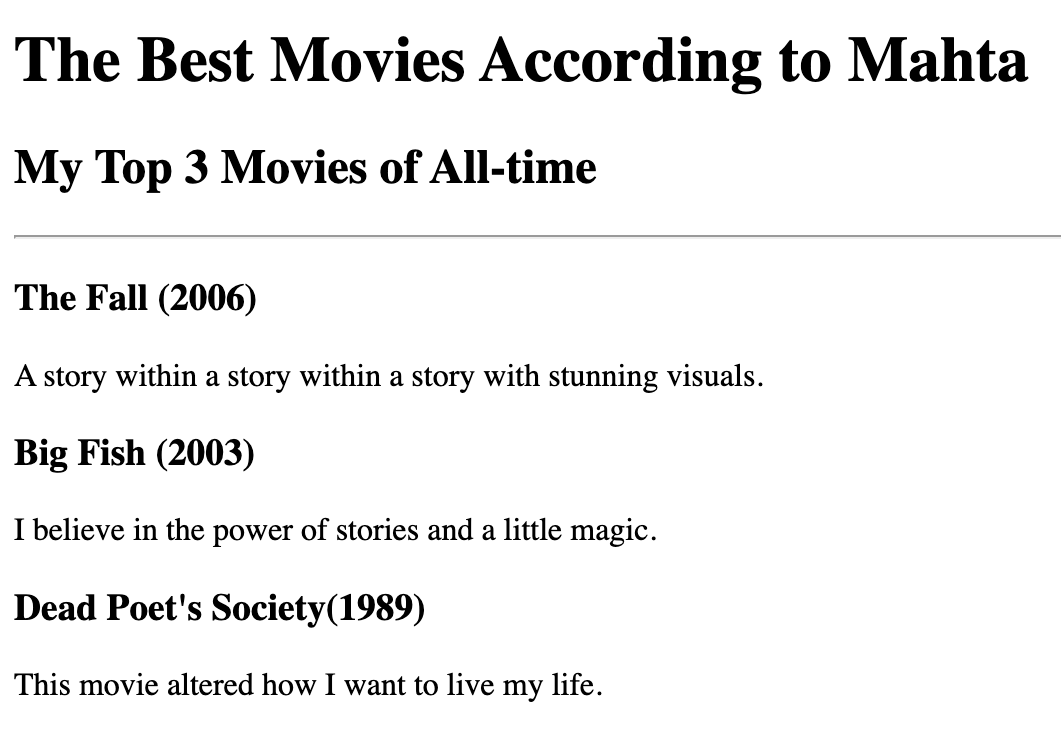 The Best Movies According to Mahta
My Top 3 Movies of All-time
The Fall (2006)
A story within a story within a story with stunning visuals.
Big Fish (2003)
I believe in the power of stories and a little magic.
Dead Poet's Society(1989)
This movie altered how I want to live my life.